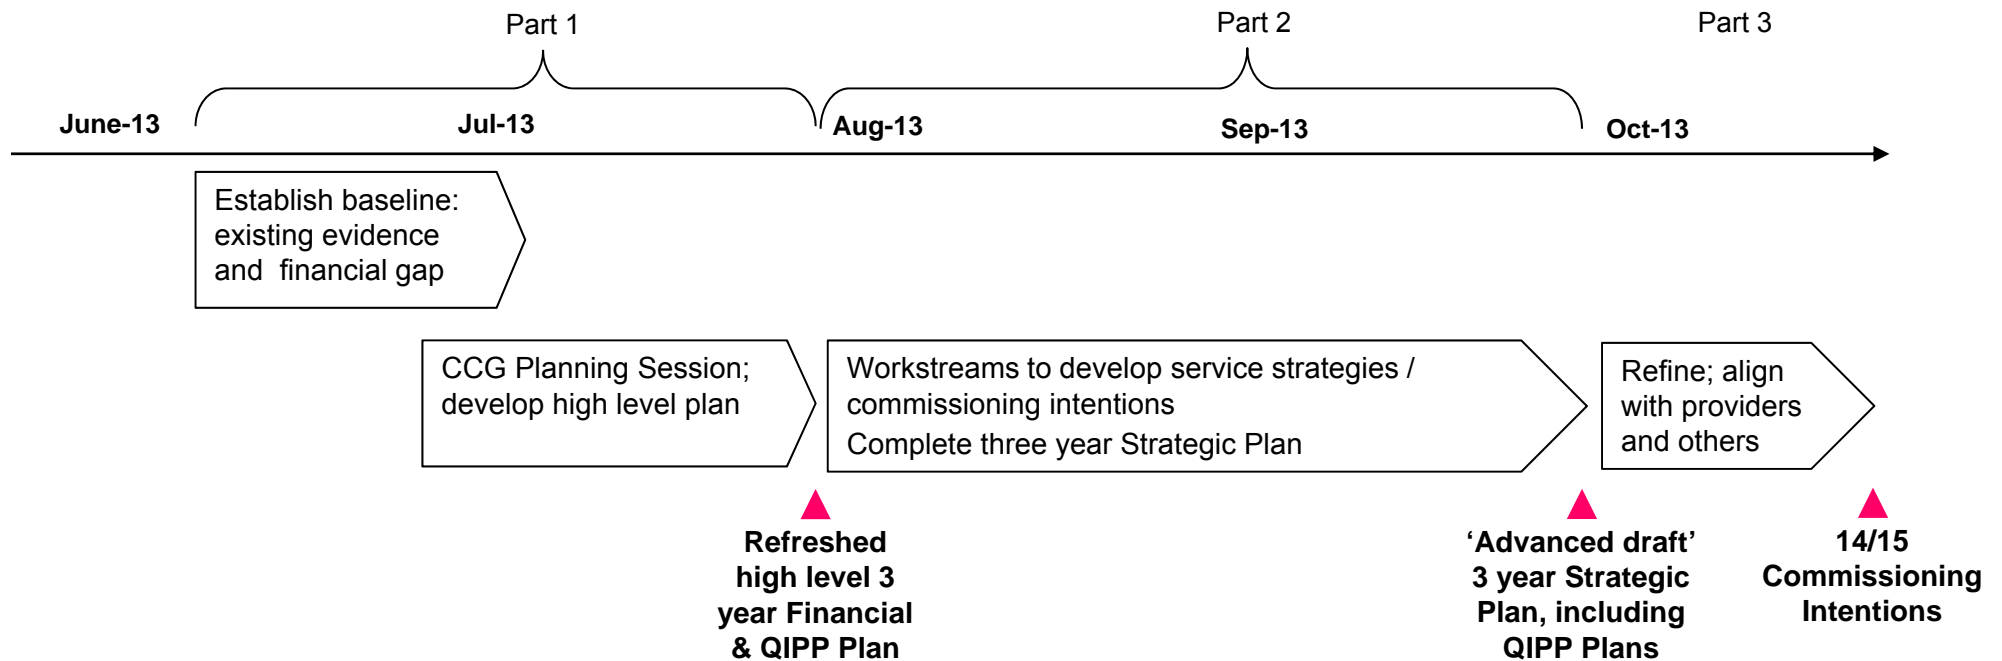 Part 1
Part 2
Part 3
June-13
Jul-13
Aug-13
Sep-13
Oct-13
Establish baseline:
existing evidence
and  financial gap
CCG Planning Session;
develop high level plan
Workstreams to develop service strategies /
commissioning intentions
Complete three year Strategic Plan
Refine; align
with providers
and others
Refreshed
high level 3
year Financial
& QIPP Plan
‘Advanced draft’
3 year Strategic
Plan, including
QIPP Plans
14/15
Commissioning
Intentions